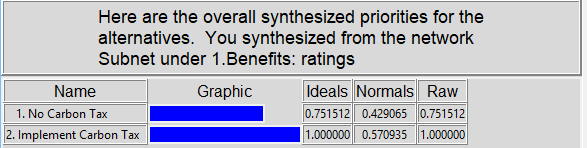 Here are the overall synthesized priorities for the
alternatives. You synthesized from the network
Subnet under 1.Benefits: ratings
Name Graphic Ideals Normals Raw
1. No Carbon Tax 0.751512 0.429065 0.751512
2. Implement Carbon Tax 1.000000 0.570935 1.000000